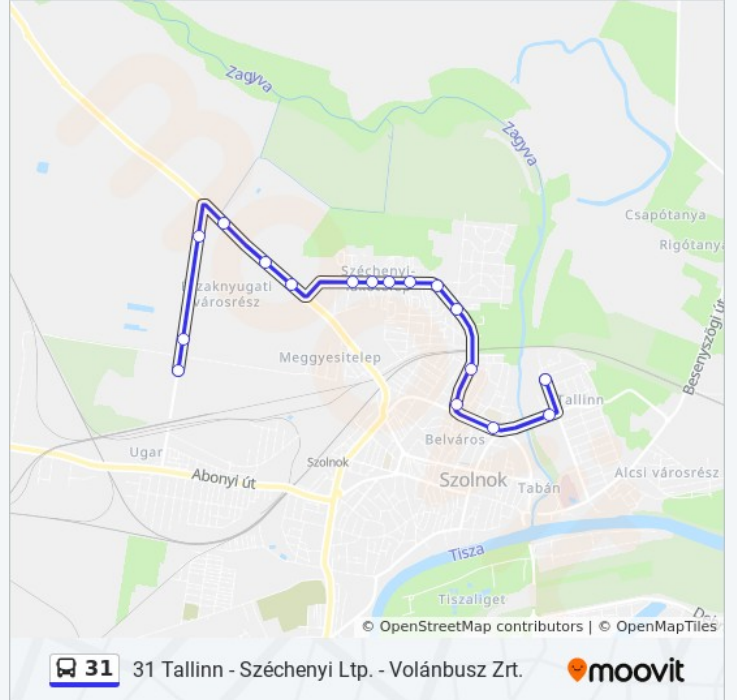 Zagyva
Zagyva
Csapótanya
Rigótanya
Széchenyi-
zaknyugati
városrész
Besenyszögi út
Meggyesitelep
Tallinn
Belváros
Ugar
Szolnok
Abonyi út
Szolnok
Tabán
Alcsi városrész
Tisza
Tiszaliget
© OpenStreetMap contributors | © OpenMapTiles
31 31 Tallinn - Széchenyi Ltp. - Volánbusz Zrt.
moovit